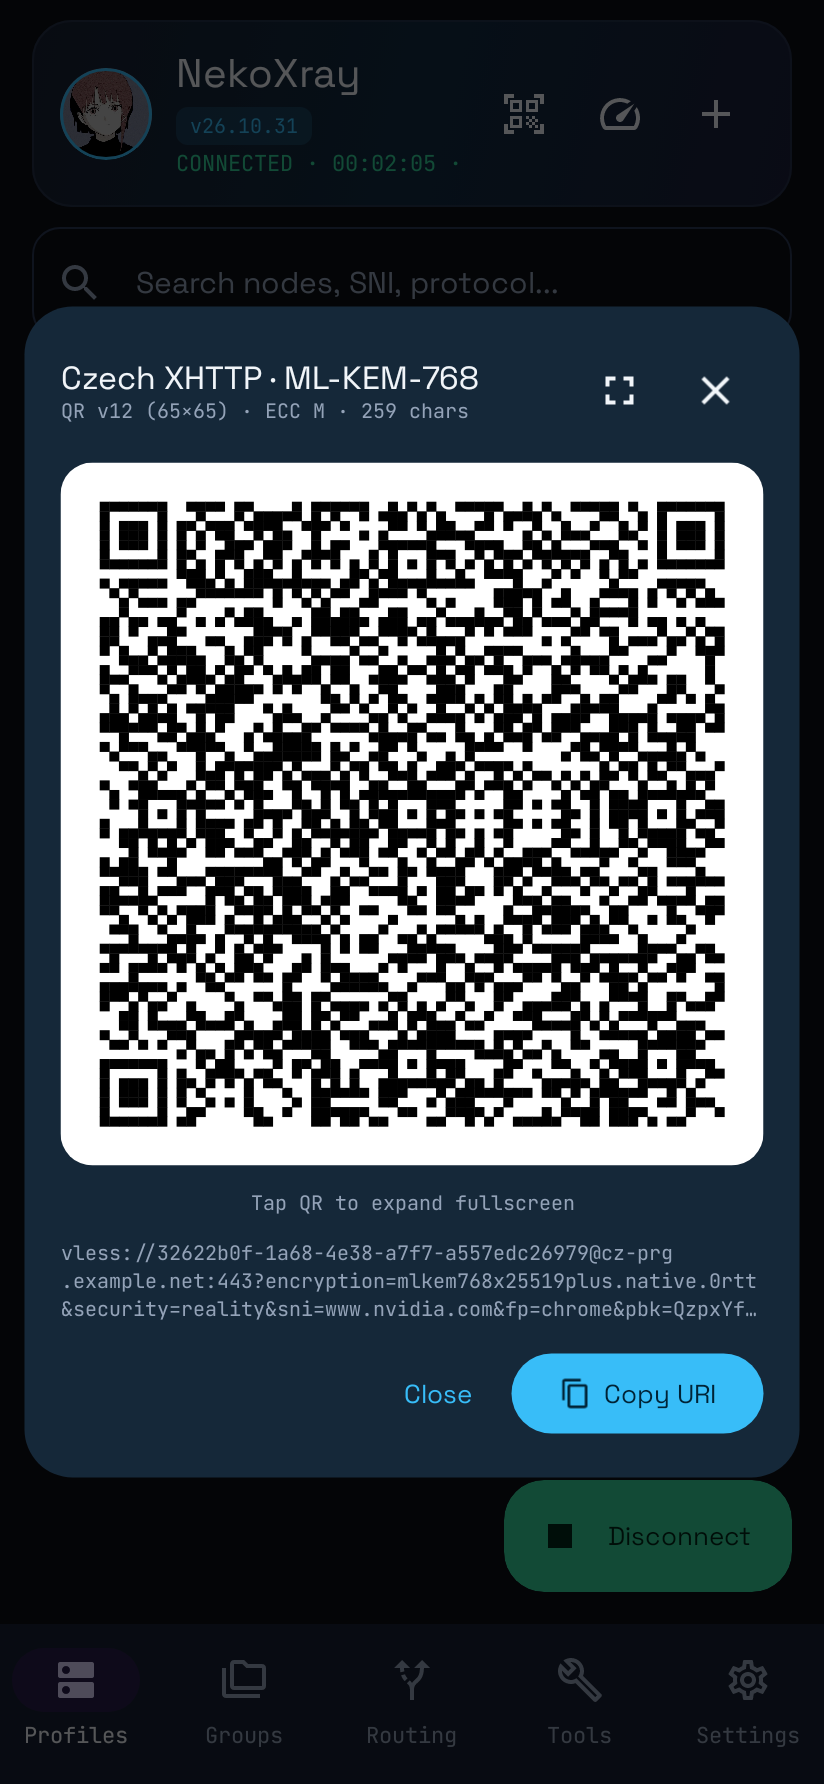 NekoXray
v26.10.31
CONNECTED · 00:02:05 ·
Search nodes, SNI, protocol...
Czech XHTTP · ML-KEM-768
QR v12 (65×65) · ECC M · 259 chars
Tap QR to expand fullscreen
vless://32622b0f-1a68-4e38-a7f7-a557edc26979@cz-prg
.example.net:443?encryption=mlkem768x25519plus.native.0rtt
&security=reality&sni=www.nvidia.com&fp=chrome&pbk=QzpxYf…
Close
Copy URI
Disconnect
Profiles
Groups
Routing
Tools
Settings